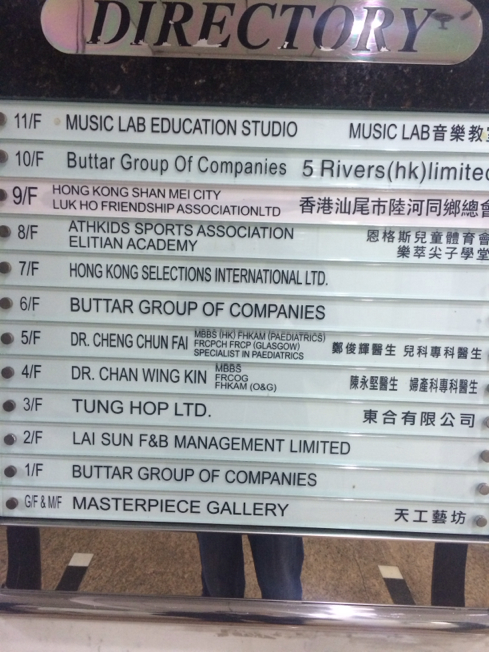 DIRECTORY
11/F MUSIC LAB EDUCATION STUDIO MUSIC LAB音樂教室
10/F Buttar Group Of Companies 5 Rivers(hk)limited
9/F HONG KONG SHAN MEI CITY
LUK HO FRIENDSHIP ASSOCIATIONLTD 香港汕尾市陸河同鄉總會
8/F ATHKIDS SPORTS ASSOCIATION 恩格斯兒童體育會
ELITIAN ACADEMY 樂萃尖子學堂
7/F HONG KONG SELECTIONS INTERNATIONAL LTD.
6/F BUTTAR GROUP OF COMPANIES
5/F DR. CHENG CHUN FAI MBBS (HK) FHKAM (PAEDIATRICS)
FRCPCH FRCP (GLASGOW)
SPECIALIST IN PAEDIATRICS 鄭俊輝醫生 兒科專科醫生
4/F DR. CHAN WING KIN MBBS
FRCOG
FHKAM (O&G) 陳永堅醫生 婦產科專科醫生
3/F TUNG HOP LTD. 東合有限公司
2/F LAI SUN F&B MANAGEMENT LIMITED
1/F BUTTAR GROUP OF COMPANIES
G/F & M/F MASTERPIECE GALLERY 天工藝坊